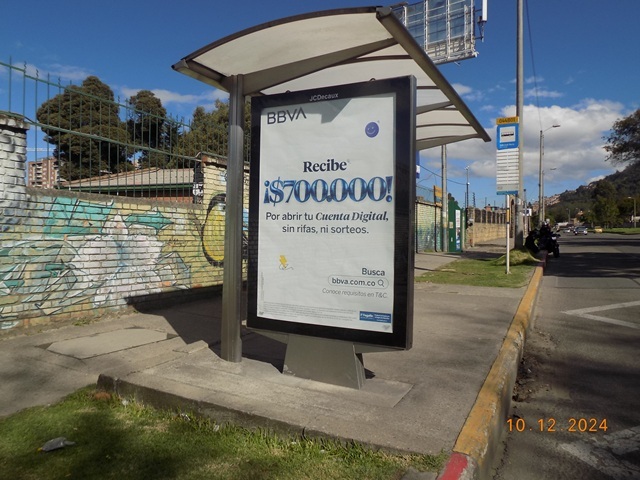 JCDecaux
BBVA
Recibe
¡$700.000!
Por abrir tu Cuenta Digital,
sin rifas, ni sorteos.
Busca
bbva.com.co
Conoce requisitos en T&C
10.12.2024